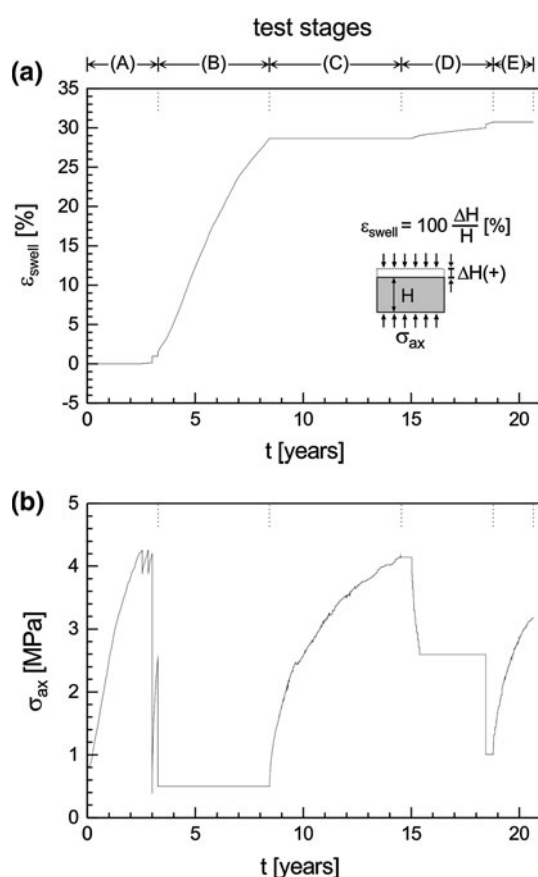 test stages
(a)
(A) (B) (C) (D) (E)
35
30
25
20
15
10
5
0
-5
ε_swell [%]
ε_swell = 100 ΔH/H [%]
ΔH(+)
H
σ_ax
0 5 10 15 20
t [years]
(b)
5
4
3
2
1
0
σ_ax [MPa]
0 5 10 15 20
t [years]